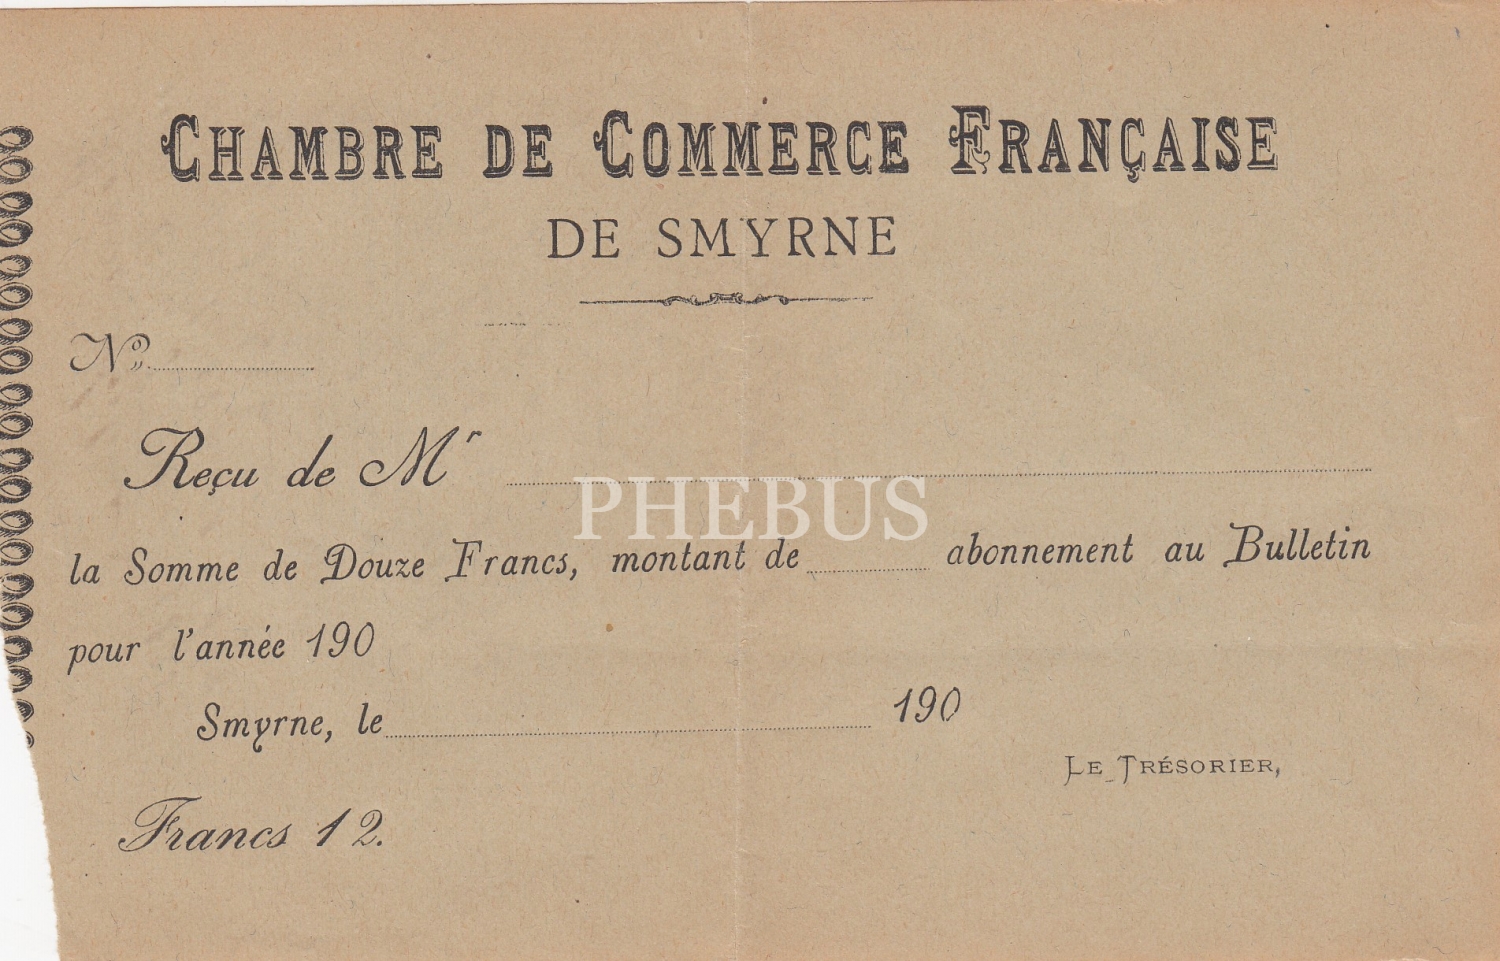 CHAMBRE DE COMMERCE FRANÇAISE
DE SMYRNE
Nº
Reçu de Mr
PHEBUS
la Somme de Douze Francs, montant de abonnement au Bulletin
pour l'année 190
Smyrne, le 190
LE TRÉSORIER,
Francs 12.